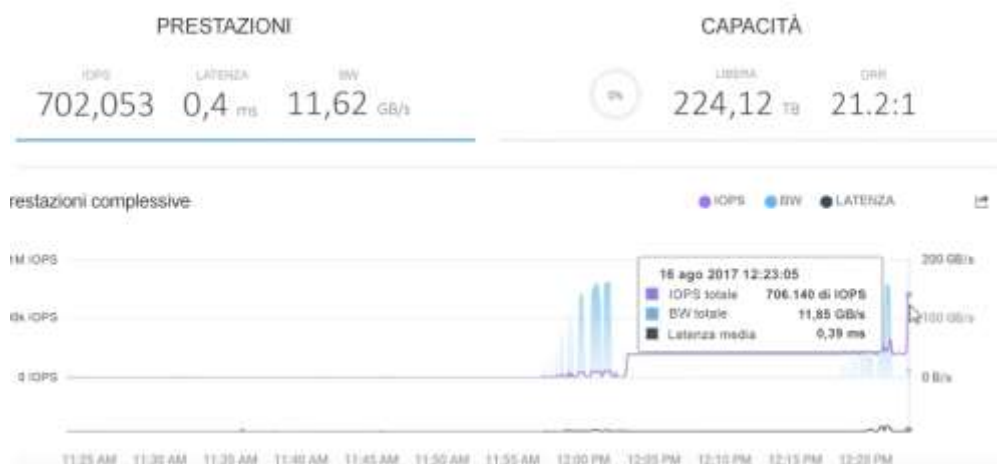 PRESTAZIONI
CAPACITÀ
IOPS LATENZA BW
702,053 0,4 ms 11,62 GB/s
0%
LIBERA DRR
224,12 TB 21.2:1
restazioni complessive
IOPS BW LATENZA
1M IOPS
200 GB/s
16 ago 2017 12:23:05
IOPS totale 706.140 di IOPS
BW totale 11,85 GB/s
Latenza media 0,39 ms
0k IOPS
100 GB/s
0 IOPS
0 B/s
11:25 AM 11:30 AM 11:35 AM 11:40 AM 11:45 AM 11:50 AM 11:55 AM 12:00 PM 12:05 PM 12:10 PM 12:15 PM 12:20 PM